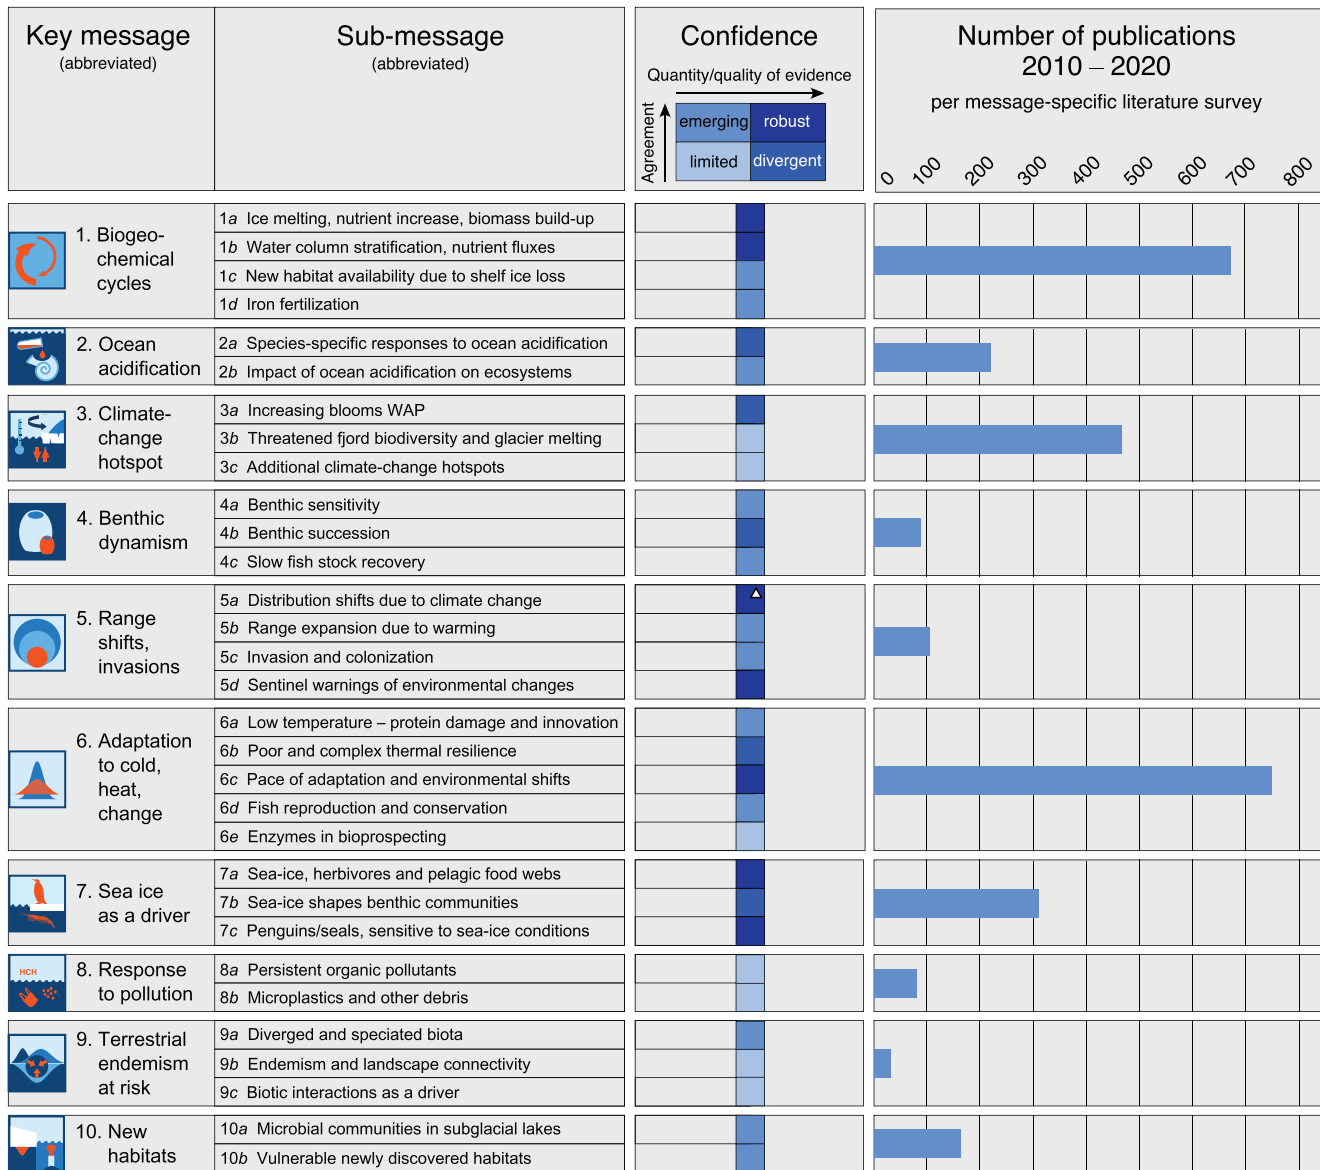 Key message
(abbreviated)
Sub-message
(abbreviated)
Confidence
Quantity/quality of evidence
Agreement
emerging
robust
limited
divergent
Number of publications
2010 – 2020
per message-specific literature survey
0 100 200 300 400 500 600 700 800
1. Biogeo-
chemical
cycles
1a Ice melting, nutrient increase, biomass build-up
1b Water column stratification, nutrient fluxes
1c New habitat availability due to shelf ice loss
1d Iron fertilization
2. Ocean
acidification
2a Species-specific responses to ocean acidification
2b Impact of ocean acidification on ecosystems
3. Climate-
change
hotspot
3a Increasing blooms WAP
3b Threatened fjord biodiversity and glacier melting
3c Additional climate-change hotspots
4. Benthic
dynamism
4a Benthic sensitivity
4b Benthic succession
4c Slow fish stock recovery
5. Range
shifts,
invasions
5a Distribution shifts due to climate change
5b Range expansion due to warming
5c Invasion and colonization
5d Sentinel warnings of environmental changes
6. Adaptation
to cold,
heat,
change
6a Low temperature – protein damage and innovation
6b Poor and complex thermal resilience
6c Pace of adaptation and environmental shifts
6d Fish reproduction and conservation
6e Enzymes in bioprospecting
7. Sea ice
as a driver
7a Sea-ice, herbivores and pelagic food webs
7b Sea-ice shapes benthic communities
7c Penguins/seals, sensitive to sea-ice conditions
HCH
8. Response
to pollution
8a Persistent organic pollutants
8b Microplastics and other debris
9. Terrestrial
endemism
at risk
9a Diverged and speciated biota
9b Endemism and landscape connectivity
9c Biotic interactions as a driver
10. New
habitats
10a Microbial communities in subglacial lakes
10b Vulnerable newly discovered habitats